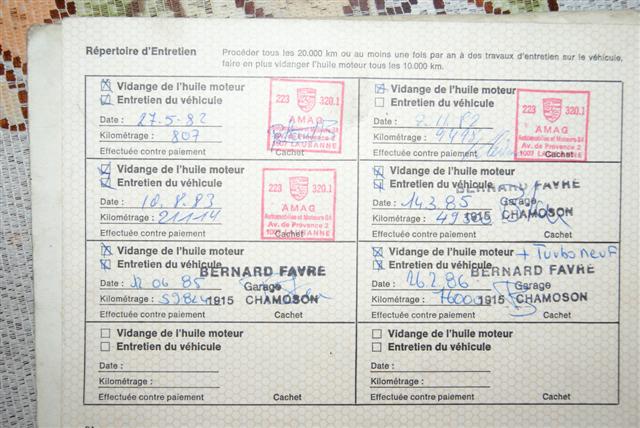 Répertoire d'Entretien
Procéder tous les 20.000 km ou au moins une fois par an à des travaux d'entretien sur le véhicule,
faire en plus vidanger l'huile moteur tous les 10.000 km.
Vidange de l'huile moteur
Entretien du véhicule
Date : 27.5.82
Kilométrage : 807
Effectuée contre paiement
223 320.1
AMAG
1007 LAUSANNE
Vidange de l'huile moteur
Entretien du véhicule
Date :
Kilométrage :
Effectuée contre paiement Cachet
223 320.1
AMAG
Automobiles et Moteurs SA
Av. de Provence 2
1007 LAUSANNE
Vidange de l'huile moteur
Entretien du véhicule
Date : 10.8.83
Kilométrage : 21114
Effectuée contre paiement Cachet
223 320.1
AMAG
Automobiles et Moteurs SA
Av. de Provence 2
1007 LAUSANNE
Vidange de l'huile moteur
Entretien du véhicule
Date : 14.3.85
Kilométrage :
Effectuée contre paiement Cachet
BERNARD FAVRE
Garage
1915 CHAMOSON
Vidange de l'huile moteur
Entretien du véhicule
Date : 06 85
Kilométrage :
Effectuée contre paiement Cachet
BERNARD FAVRE
Garage
1915 CHAMOSON
Vidange de l'huile moteur + Turbo neuf
Entretien du véhicule
Date : 26.2.86
Kilométrage : 76000
Effectuée contre paiement Cachet
BERNARD FAVRE
Garage
1915 CHAMOSON
Vidange de l'huile moteur
Entretien du véhicule
Date :
Kilométrage :
Effectuée contre paiement Cachet
Vidange de l'huile moteur
Entretien du véhicule
Date :
Kilométrage :
Effectuée contre paiement Cachet